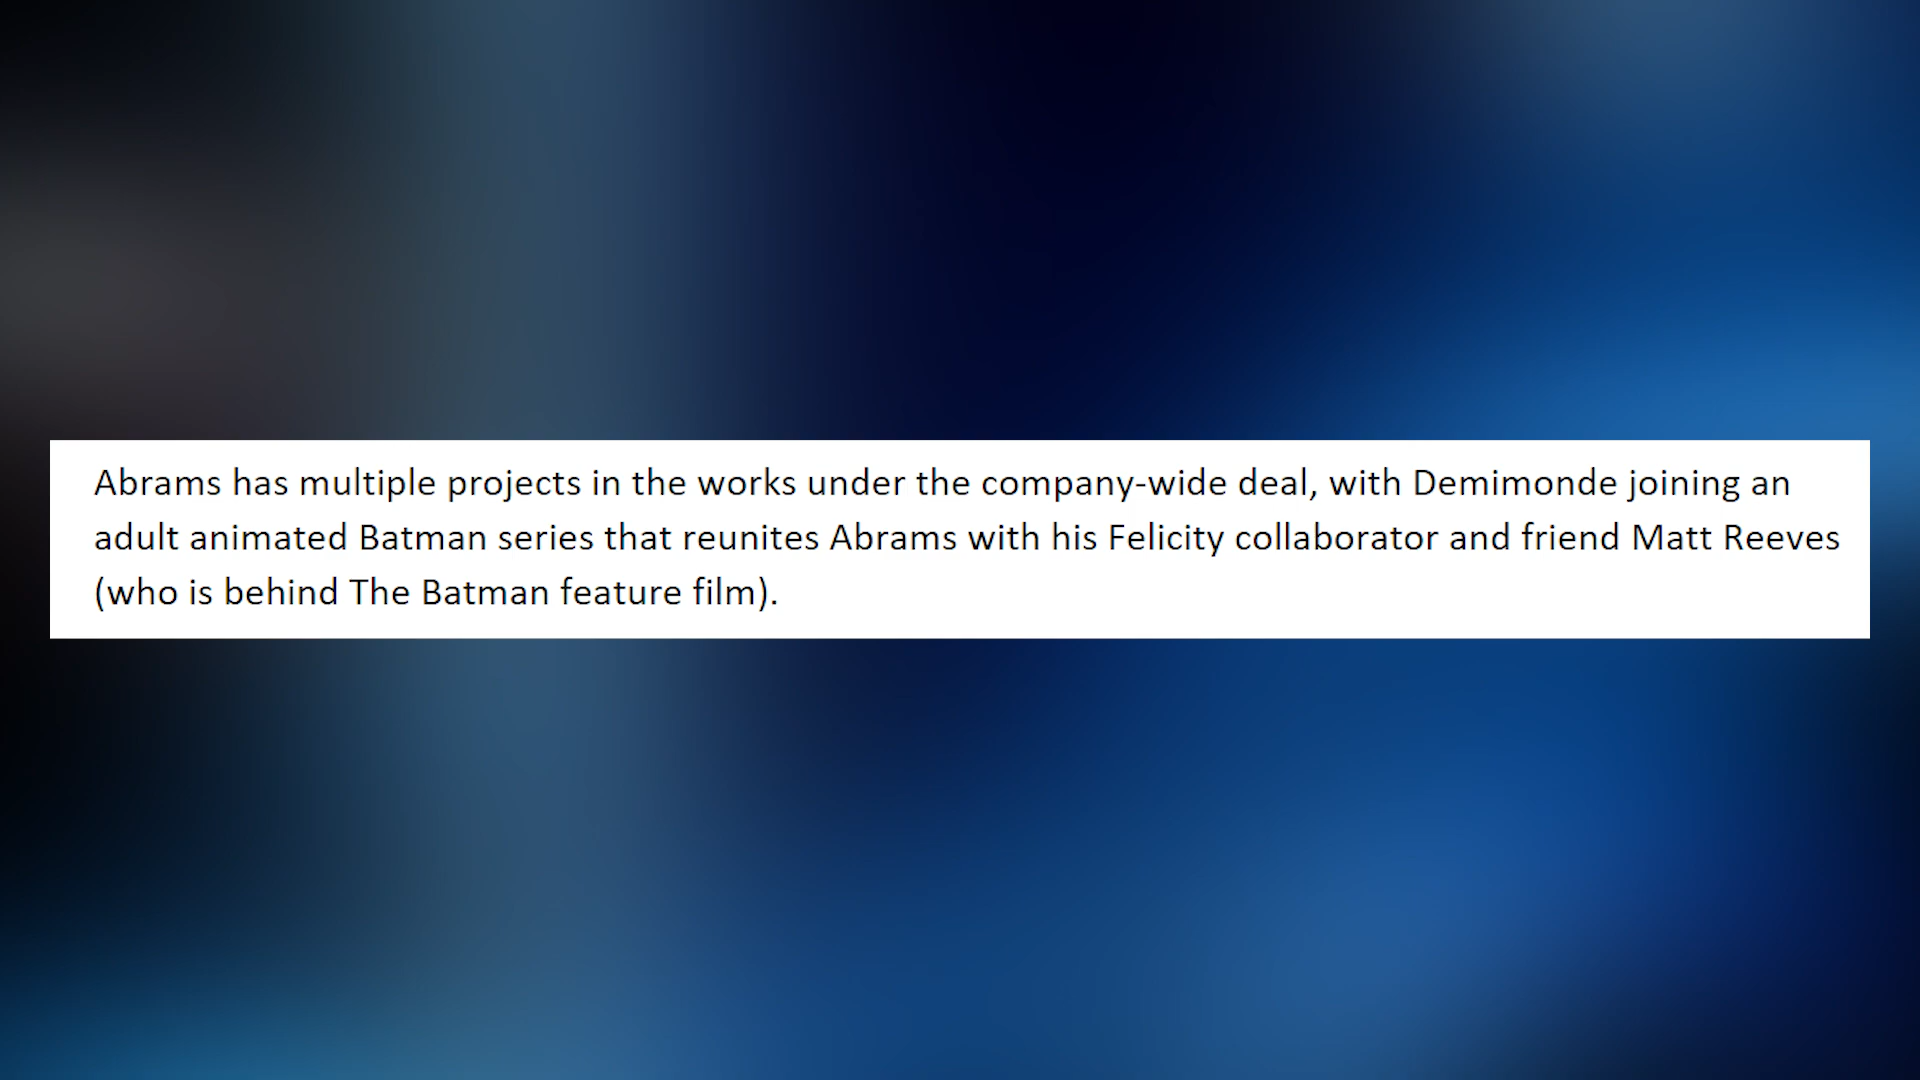 Abrams has multiple projects in the works under the company-wide deal, with Demimonde joining an
adult animated Batman series that reunites Abrams with his Felicity collaborator and friend Matt Reeves
(who is behind The Batman feature film).